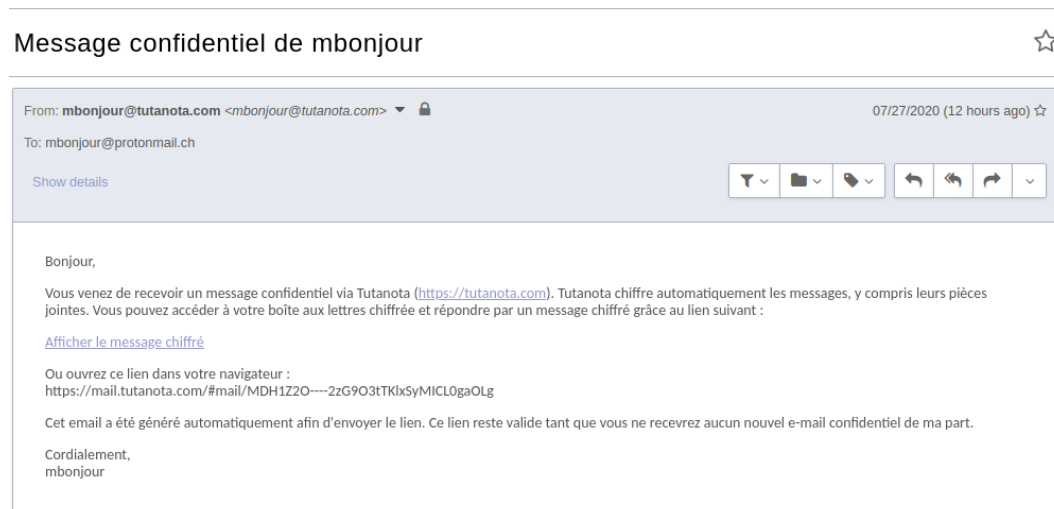 Message confidentiel de mbonjour
From: mbonjour@tutanota.com <mbonjour@tutanota.com>
07/27/2020 (12 hours ago)
To: mbonjour@protonmail.ch
Show details
Bonjour,
Vous venez de recevoir un message confidentiel via Tutanota (https://tutanota.com). Tutanota chiffre automatiquement les messages, y compris leurs pièces
jointes. Vous pouvez accéder à votre boîte aux lettres chiffrée et répondre par un message chiffré grâce au lien suivant :
Afficher le message chiffré
Ou ouvrez ce lien dans votre navigateur :
https://mail.tutanota.com/#mail/MDH1Z2O----2zG9O3tTKlxSyMICL0gaOLg
Cet email a été généré automatiquement afin d'envoyer le lien. Ce lien reste valide tant que vous ne recevrez aucun nouvel e-mail confidentiel de ma part.
Cordialement,
mbonjour